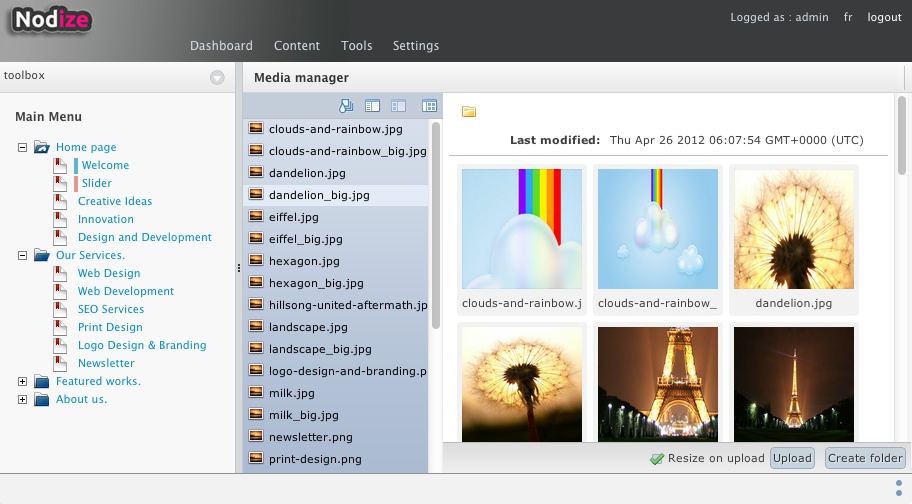 Nodize
Logged as : admin fr logout
Dashboard Content Tools Settings
toolbox
Main Menu
Home page
Welcome
Slider
Creative Ideas
Innovation
Design and Development
Our Services.
Web Design
Web Development
SEO Services
Print Design
Logo Design & Branding
Newsletter
Featured works.
About us.
Media manager
clouds-and-rainbow.jpg
clouds-and-rainbow_big.jpg
dandelion.jpg
dandelion_big.jpg
eiffel.jpg
eiffel_big.jpg
hexagon.jpg
hexagon_big.jpg
hillsong-united-aftermath.jp
landscape.jpg
landscape_big.jpg
logo-design-and-branding.p
milk.jpg
milk_big.jpg
newsletter.png
print-design.png
Last modified: Thu Apr 26 2012 06:07:54 GMT+0000 (UTC)
clouds-and-rainbow.j
clouds-and-rainbow_
dandelion.jpg
Resize on upload Upload Create folder